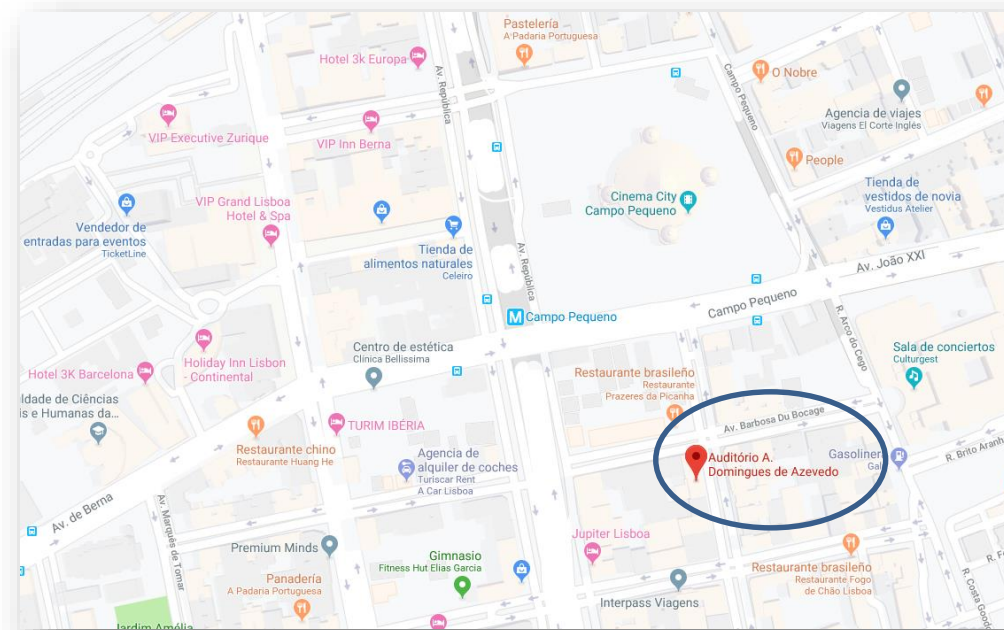 Pastelería
A Padaria Portuguesa
Hotel 3k Europa
Av. República
Campo Pequeno
O Nobre
Agencia de viajes
Viagens El Corte Inglés
VIP Executive Zurique
VIP Inn Berna
People
Tienda de
vestidos de novia
Vestidus Atelier
Cinema City
Campo Pequeno
VIP Grand Lisboa
Hotel & Spa
Vendedor de
entradas para eventos
TicketLine
Tienda de
alimentos naturales
Celeiro
Av. República
Av. João XXI
Campo Pequeno
M Campo Pequeno
R. Arco do Cego
Centro de estética
Clínica Bellissima
Sala de conciertos
Culturgest
Holiday Inn Lisbon
- Continental
Hotel 3K Barcelona
Restaurante brasileño
Restaurante
Prazeres da Picanha
ldade de Ciências
is e Humanas da...
TURIM IBÉRIA
Av. Barbosa Du Bocage
Restaurante chino
Restaurante Huang He
Agencia de
alquiler de coches
Turiscar Rent
A Car Lisboa
Auditório A.
Domingues de Azevedo
Gasoliner
Gal
R. Brito Aranh
Av. de Berna
Av. Marquês de Tomar
Premium Minds
Jupiter Lisboa
Gimnasio
Fitness Hut Elias Garcia
Restaurante brasileño
Restaurante Fogo
de Chão Lisboa
Panadería
A Padaria Portuguesa
Interpass Viagens
R. Costa Goodo
Jardim Amélia